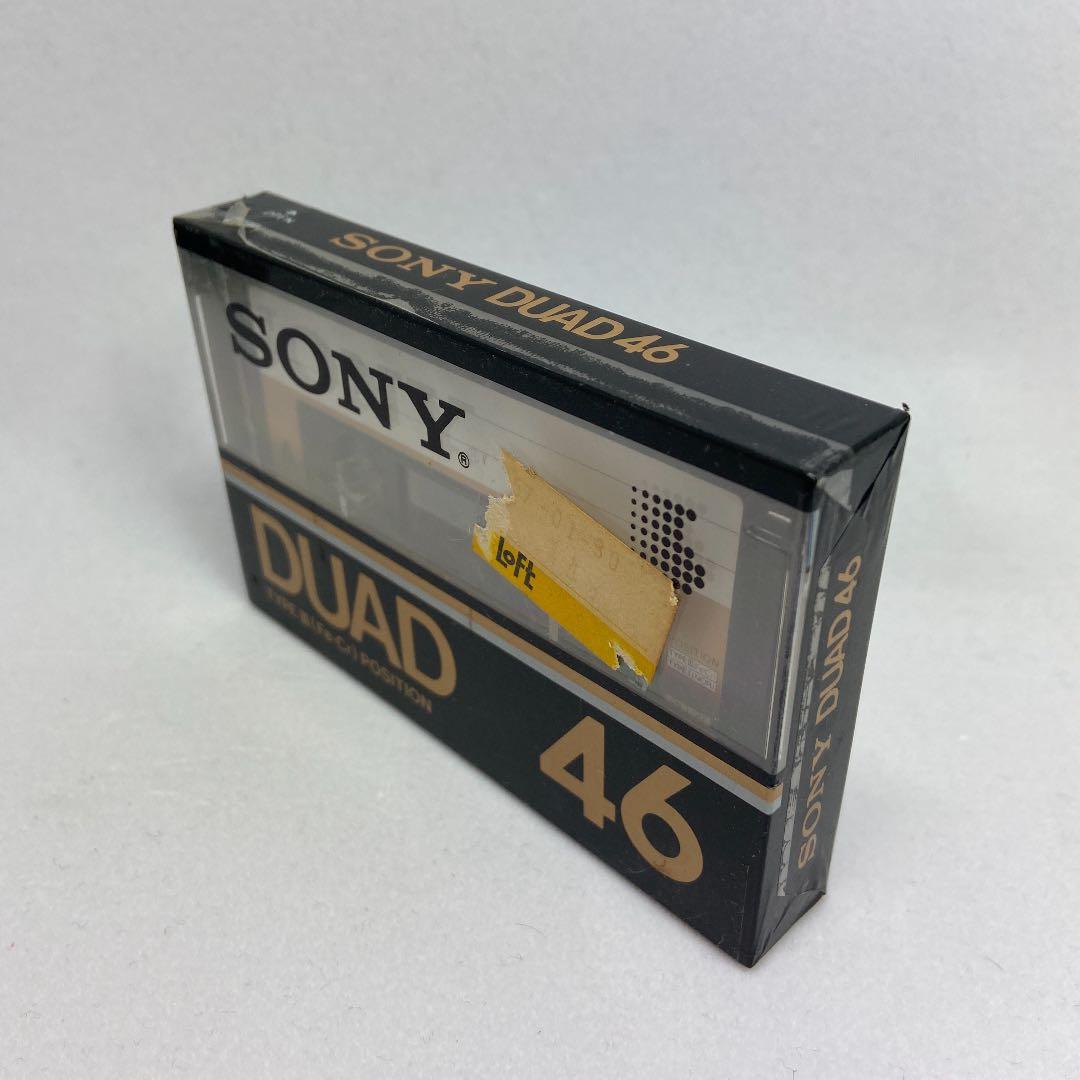 SONY DUAD 46
SONY®
Loft
DUAD
TYPE-Ⅲ (Fe-Cr) POSITION
46
SONY DUAD 46